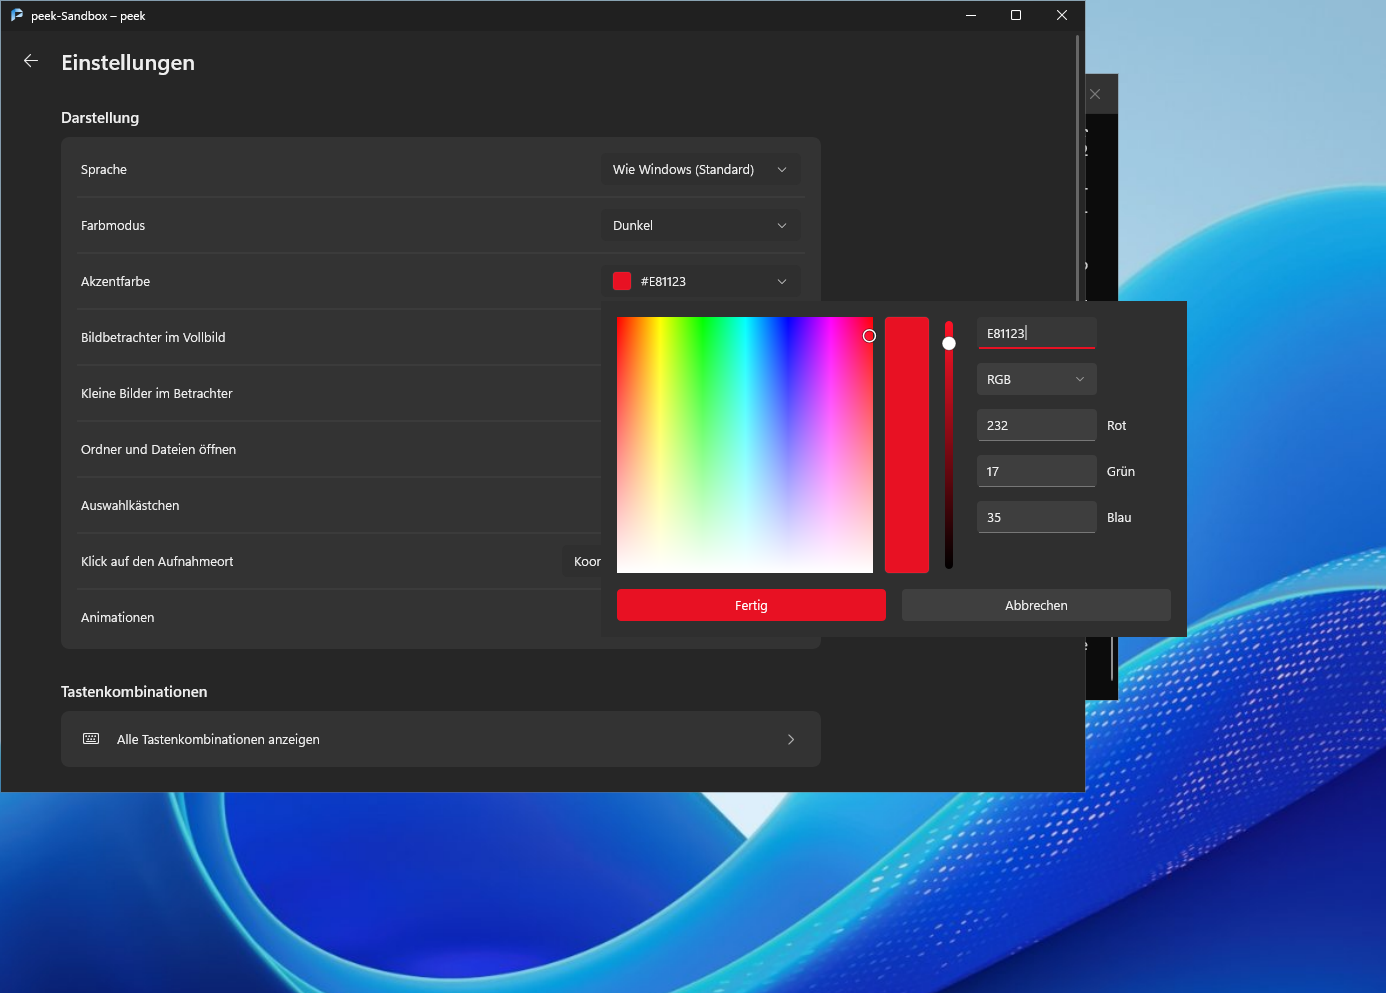 peek-Sandbox – peek
Einstellungen
Darstellung
Sprache
Wie Windows (Standard)
Farbmodus
Dunkel
Akzentfarbe
#E81123
Bildbetrachter im Vollbild
Kleine Bilder im Betrachter
Ordner und Dateien öffnen
Auswahlkästchen
Klick auf den Aufnahmeort
Koor
Animationen
E81123
RGB
232 Rot
17 Grün
35 Blau
Fertig
Abbrechen
Tastenkombinationen
Alle Tastenkombinationen anzeigen